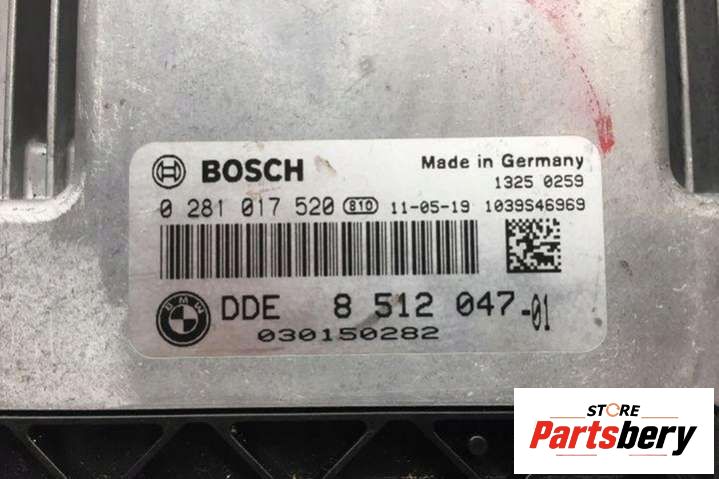 BOSCH
Made in Germany
1325 0259
0 281 017 520 810 11-05-19 1039S46969
BMW DDE 8 512 047-01
030150282
STORE
Partsbery